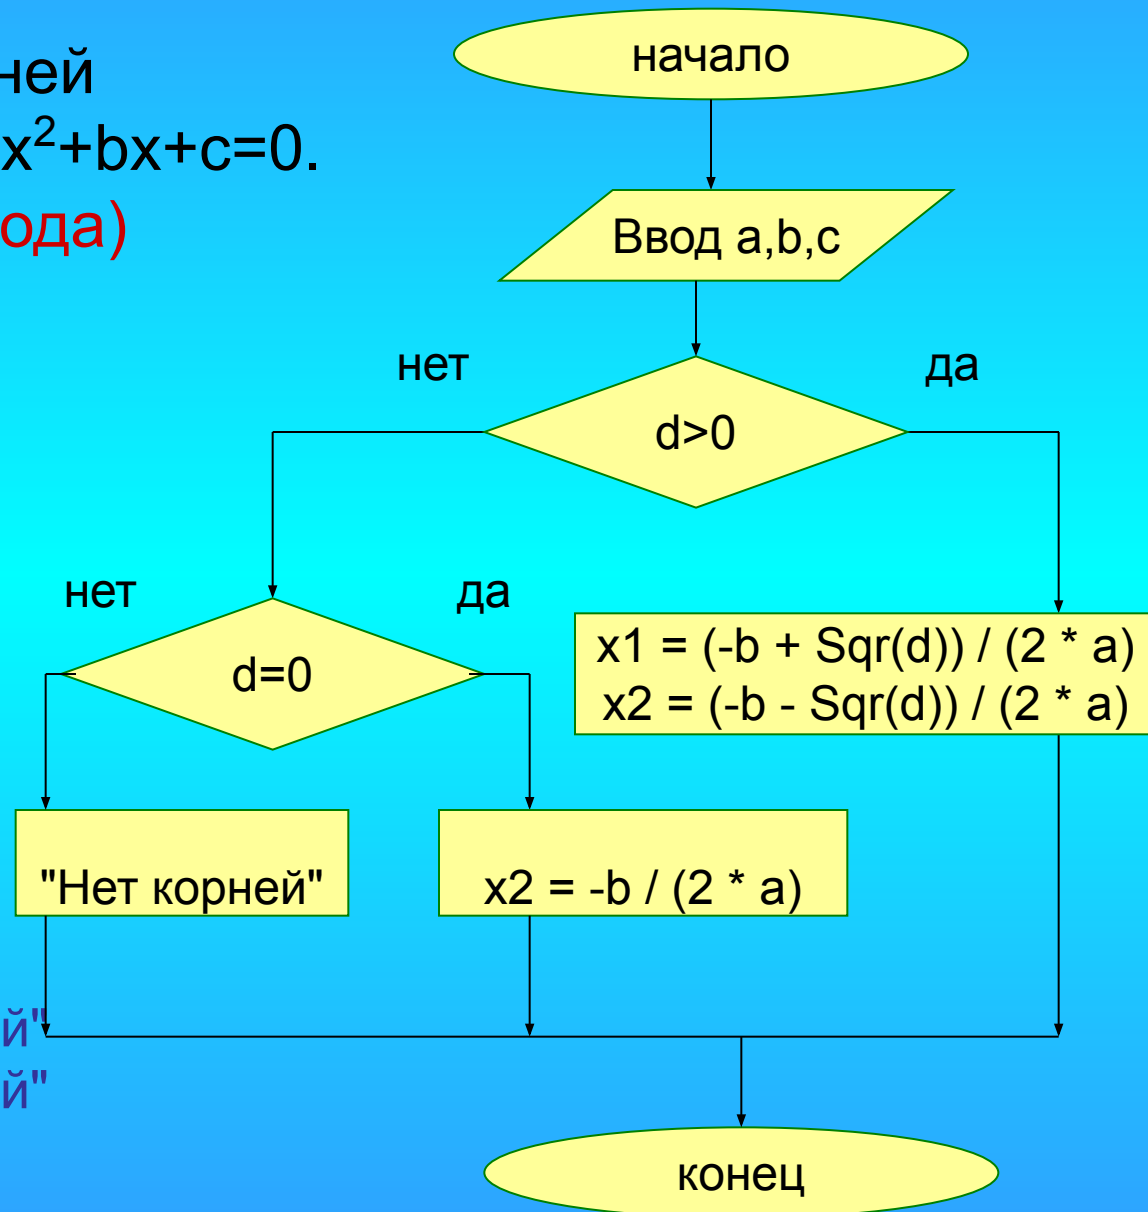 ней
x²+bx+c=0.
ода)
начало
Ввод a,b,c
нет
да
d>0
нет
да
d=0
x1 = (-b + Sqr(d)) / (2 * a)
x2 = (-b - Sqr(d)) / (2 * a)
"Нет корней"
x2 = -b / (2 * a)
й"
й"
конец